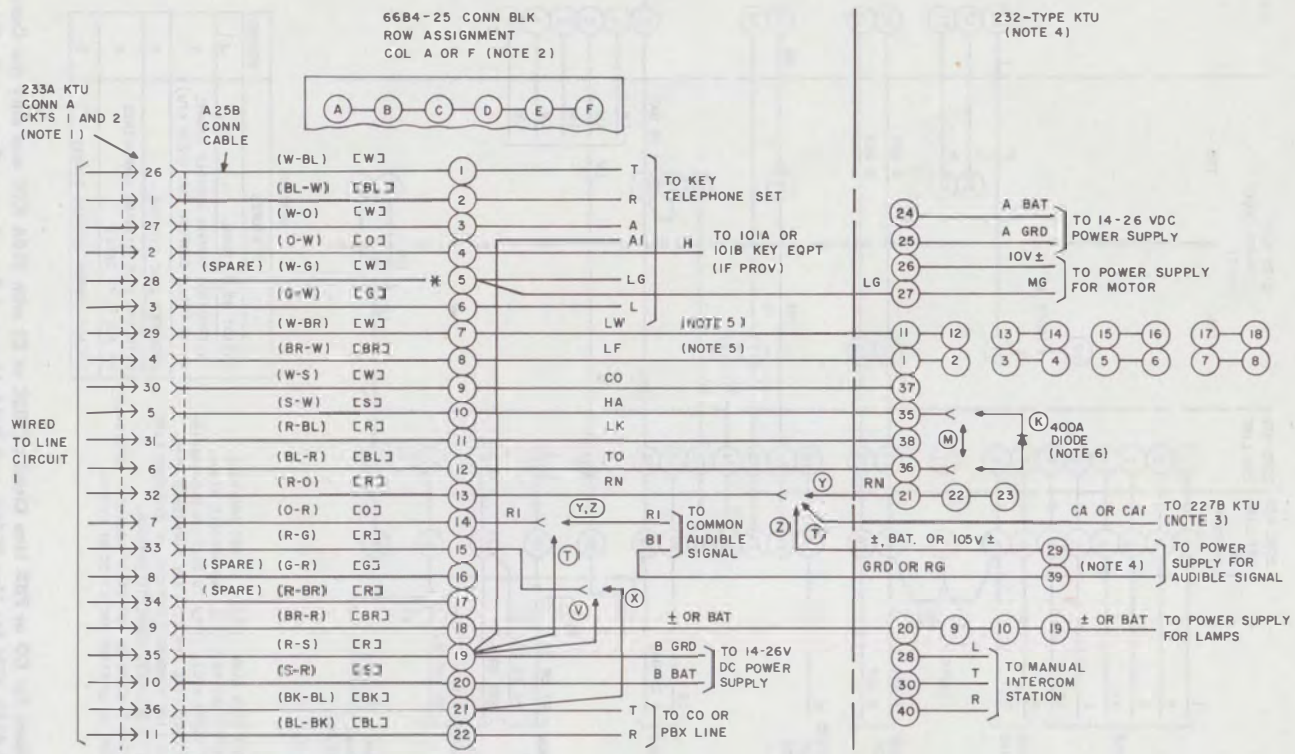 66B4-25 CONN BLK
ROW ASSIGNMENT
COL A OR F (NOTE 2)
232-TYPE KTU
(NOTE 4)
233A KTU
CONN A
CKTS 1 AND 2
(NOTE 1)
A25B
CONN
CABLE
A B C D E F
26 (W-BL) [W] 1 T
1 (BL-W) [BL] 2 R
TO KEY
TELEPHONE SET
27 (W-O) [W] 3 A
2 (O-W) [O] 4 A1 H
TO 101A OR
101B KEY EQPT
(IF PROV)
28 (SPARE) (W-G) [W] * 5 LG
3 (G-W) [G] 6 L
24 A BAT
25 A GRD
TO 14-26 VDC
POWER SUPPLY
26 10V±
LG 27 MG
TO POWER SUPPLY
FOR MOTOR
29 (W-BR) [W] 7 LW (NOTE 5) 11 12 13 14 15 16 17 18
4 (BR-W) [BR] 8 LF (NOTE 5) 1 2 3 4 5 6 7 8
30 (W-S) [W] 9 CO 37
5 (S-W) [S] 10 HA 35
31 (R-BL) [R] 11 LK 38
6 (BL-R) [BL] 12 TO 36
M K 400A
DIODE
(NOTE 6)
WIRED
TO LINE
CIRCUIT
32 (R-O) [R] 13 RN Y RN 21 22 23
7 (O-R) [O] 14 R1 Y,Z R1
B1
TO
COMMON
AUDIBLE
SIGNAL
Z T CA OR CA1 TO 227B KTU
(NOTE 3)
33 (R-G) [R] 15 T
8 (SPARE) (G-R) [G] 16
±, BAT. OR 105V ± 29
GRD OR RG 39
(NOTE 4)
TO POWER
SUPPLY FOR
AUDIBLE SIGNAL
34 (SPARE) (R-BR) [R] 17 V X
9 (BR-R) [BR] 18 ± OR BAT 20 9 10 19 ± OR BAT
TO POWER SUPPLY
FOR LAMPS
35 (R-S) [R] 19 B GRD
10 (S-R) [S] 20 B BAT
TO 14-26V
DC POWER
SUPPLY
28 L
30 T
40 R
TO MANUAL
INTERCOM
STATION
36 (BK-BL) [BK] 21 T
11 (BL-BK) [BL] 22 R
TO CO OR
PBX LINE